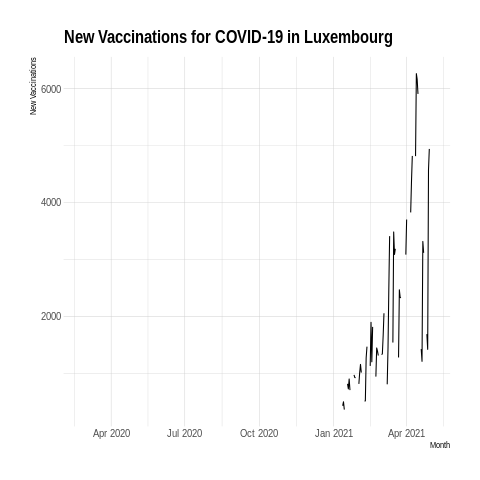 New Vaccinations for COVID-19 in Luxembourg
New Vaccinations
6000
4000
2000
Apr 2020 Jul 2020 Oct 2020 Jan 2021 Apr 2021
Month